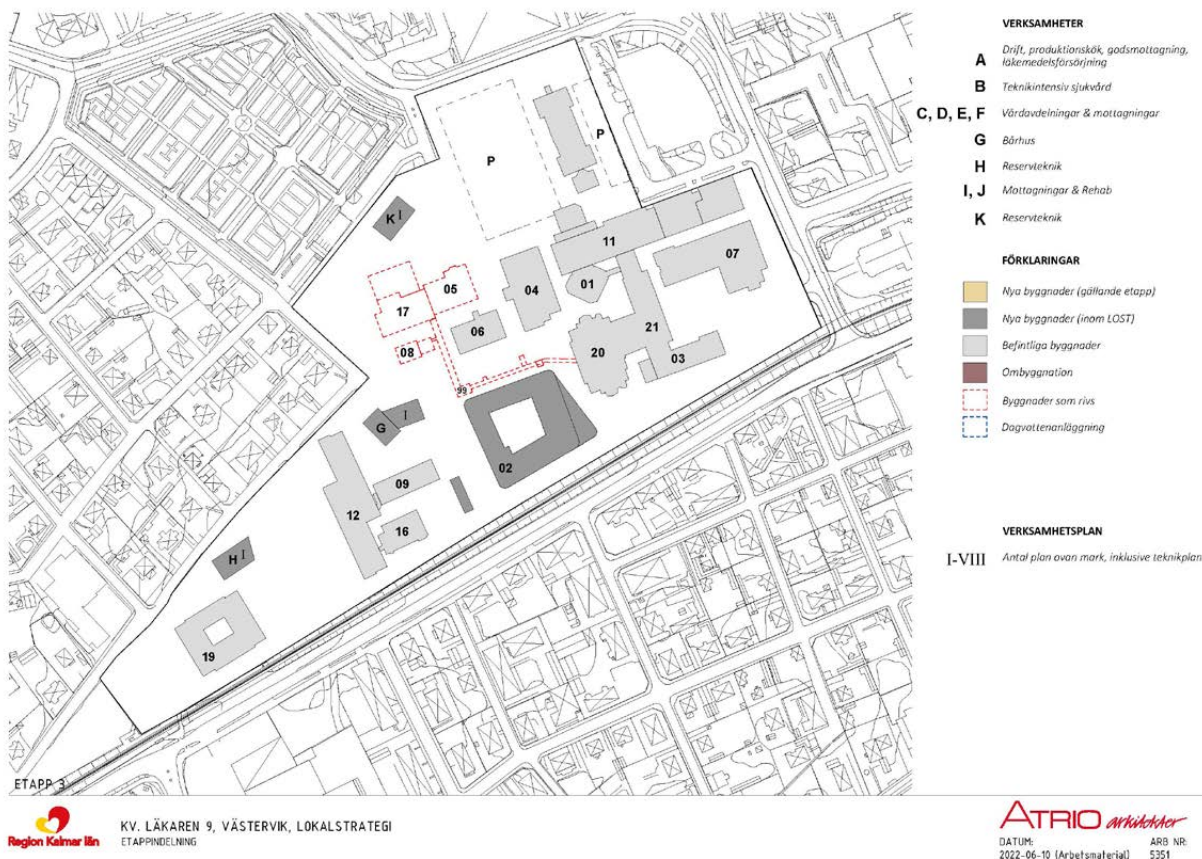 VERKSAMHETER
A Drift, produktionskök, godsmottagning,
läkemedelsförsörjning
B Teknikintensiv sjukvård
C, D, E, F Vårdavdelningar & mottagningar
G Bårhus
H Reservteknik
I, J Mottagningar & Rehab
K Reservteknik
FÖRKLARINGAR
Nya byggnader (gällande etapp)
Nya byggnader (inom LOST)
Befintliga byggnader
Ombyggnation
Byggnader som rivs
Dagvattenanläggning
VERKSAMHETSPLAN
I-VIII Antal plan ovan mark, inklusive teknikplan
P
P
K I
11
07
05
04
01
17
06
21
08
20
03
99
I
G
02
09
12
16
H I
19
ETAPP 3
Region Kalmar län
KV. LÄKAREN 9, VÄSTERVIK, LOKALSTRATEGI
ETAPPINDELNING
ATRIO arkitekter
DATUM: ARB NR:
2022-06-10 (Arbetsmaterial) 5351